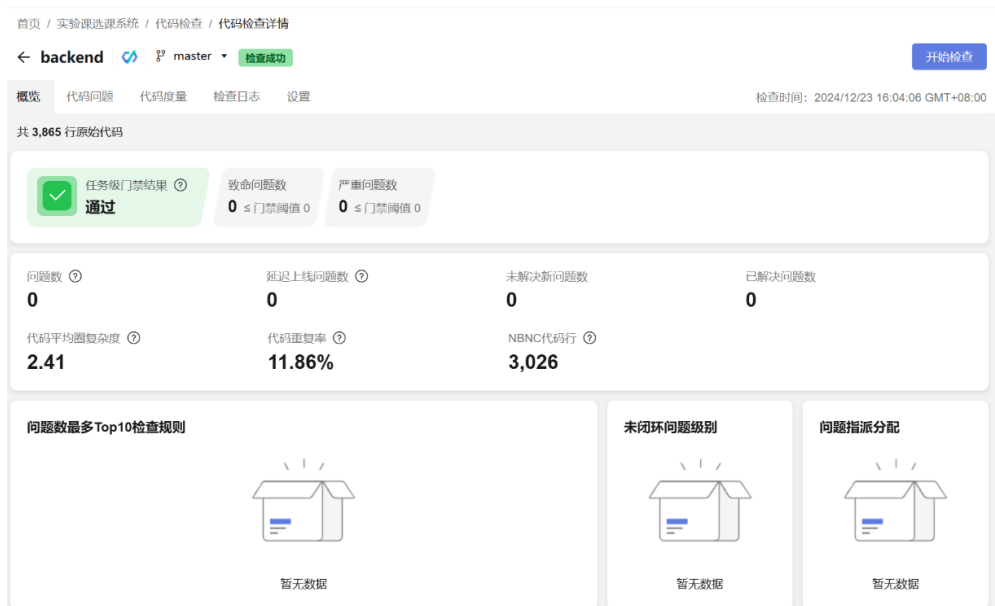 首页 / 实验课选课系统 / 代码检查 / 代码检查详情
backend master 检查成功 开始检查
概览 代码问题 代码度量 检查日志 设置 检查时间: 2024/12/23 16:04:06 GMT+08:00
共 3,865 行原始代码
任务级门禁结果 致命问题数 严重问题数
通过 0 ≤ 门禁阈值 0 0 ≤ 门禁阈值 0
问题数 延迟上线问题数 未解决新问题数 已解决问题数
0 0 0 0
代码平均圈复杂度 代码重复率 NBNC代码行
2.41 11.86% 3,026
问题数最多Top10检查规则 未闭环问题级别 问题指派分配
暂无数据 暂无数据 暂无数据